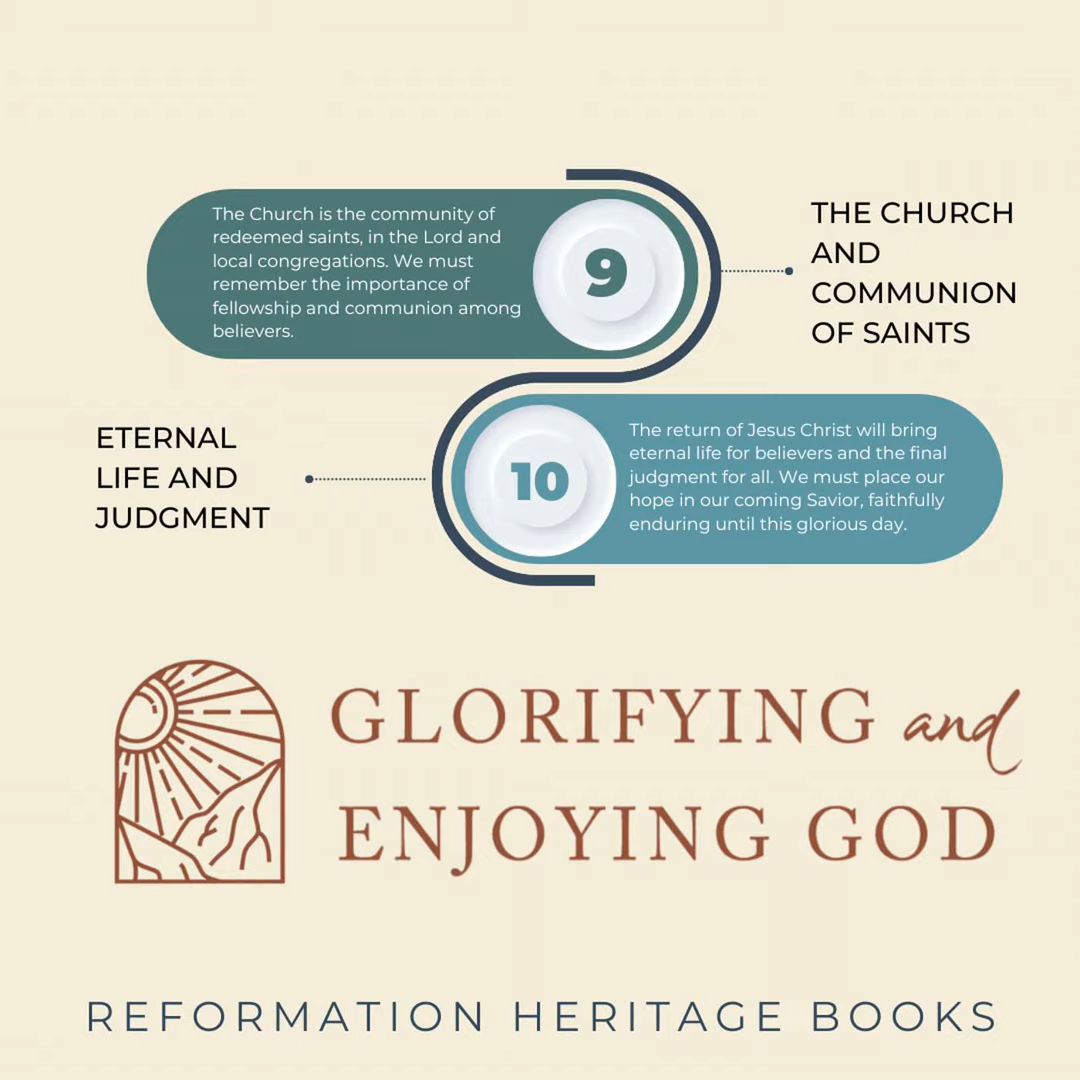 The Church is the community of
redeemed saints, in the Lord and
local congregations. We must
remember the importance of
fellowship and communion among
believers.
9
THE CHURCH
AND
COMMUNION
OF SAINTS
ETERNAL
LIFE AND
JUDGMENT
10
The return of Jesus Christ will bring
eternal life for believers and the final
judgment for all. We must place our
hope in our coming Savior, faithfully
enduring until this glorious day.
GLORIFYING and
ENJOYING GOD
REFORMATION HERITAGE BOOKS